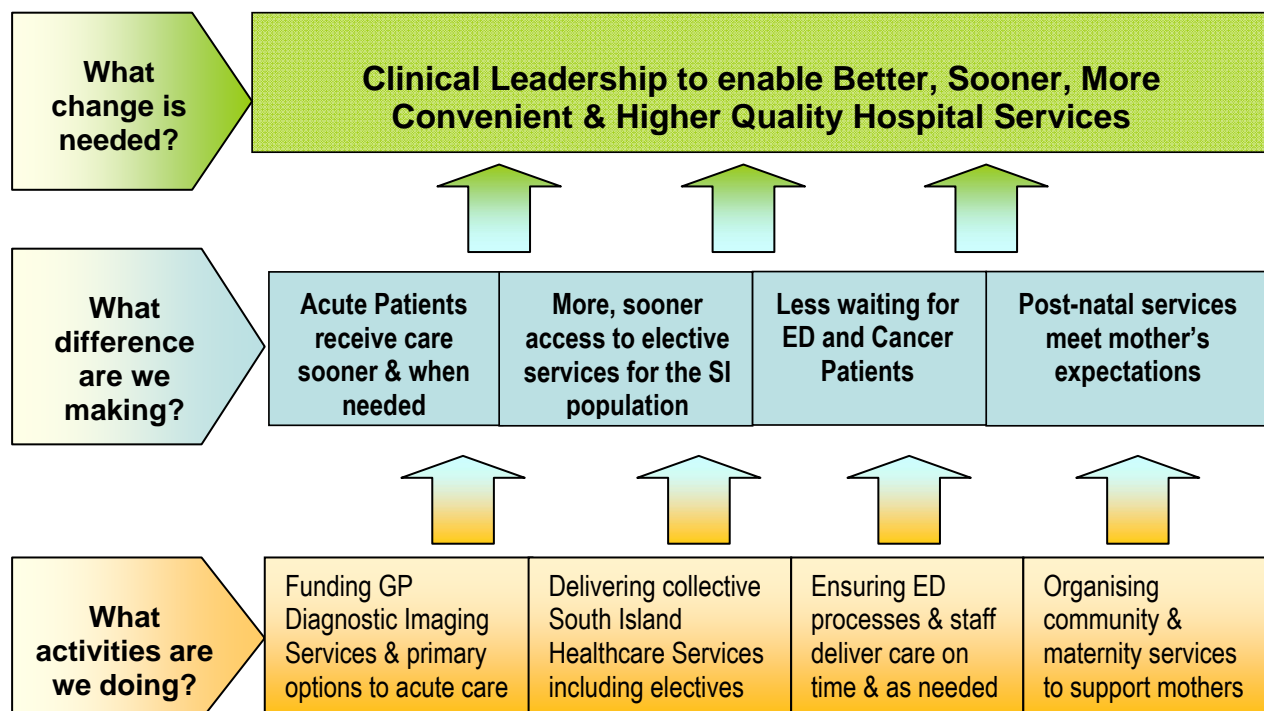 What
change is
needed?
Clinical Leadership to enable Better, Sooner, More
Convenient & Higher Quality Hospital Services
What
difference
are we
making?
Acute Patients
receive care
sooner & when
needed
More, sooner
access to elective
services for the SI
population
Less waiting for
ED and Cancer
Patients
Post-natal services
meet mother's
expectations
What
activities are
we doing?
Funding GP
Diagnostic Imaging
Services & primary
options to acute care
Delivering collective
South Island
Healthcare Services
including electives
Ensuring ED
processes & staff
deliver care on
time & as needed
Organising
community &
maternity services
to support mothers